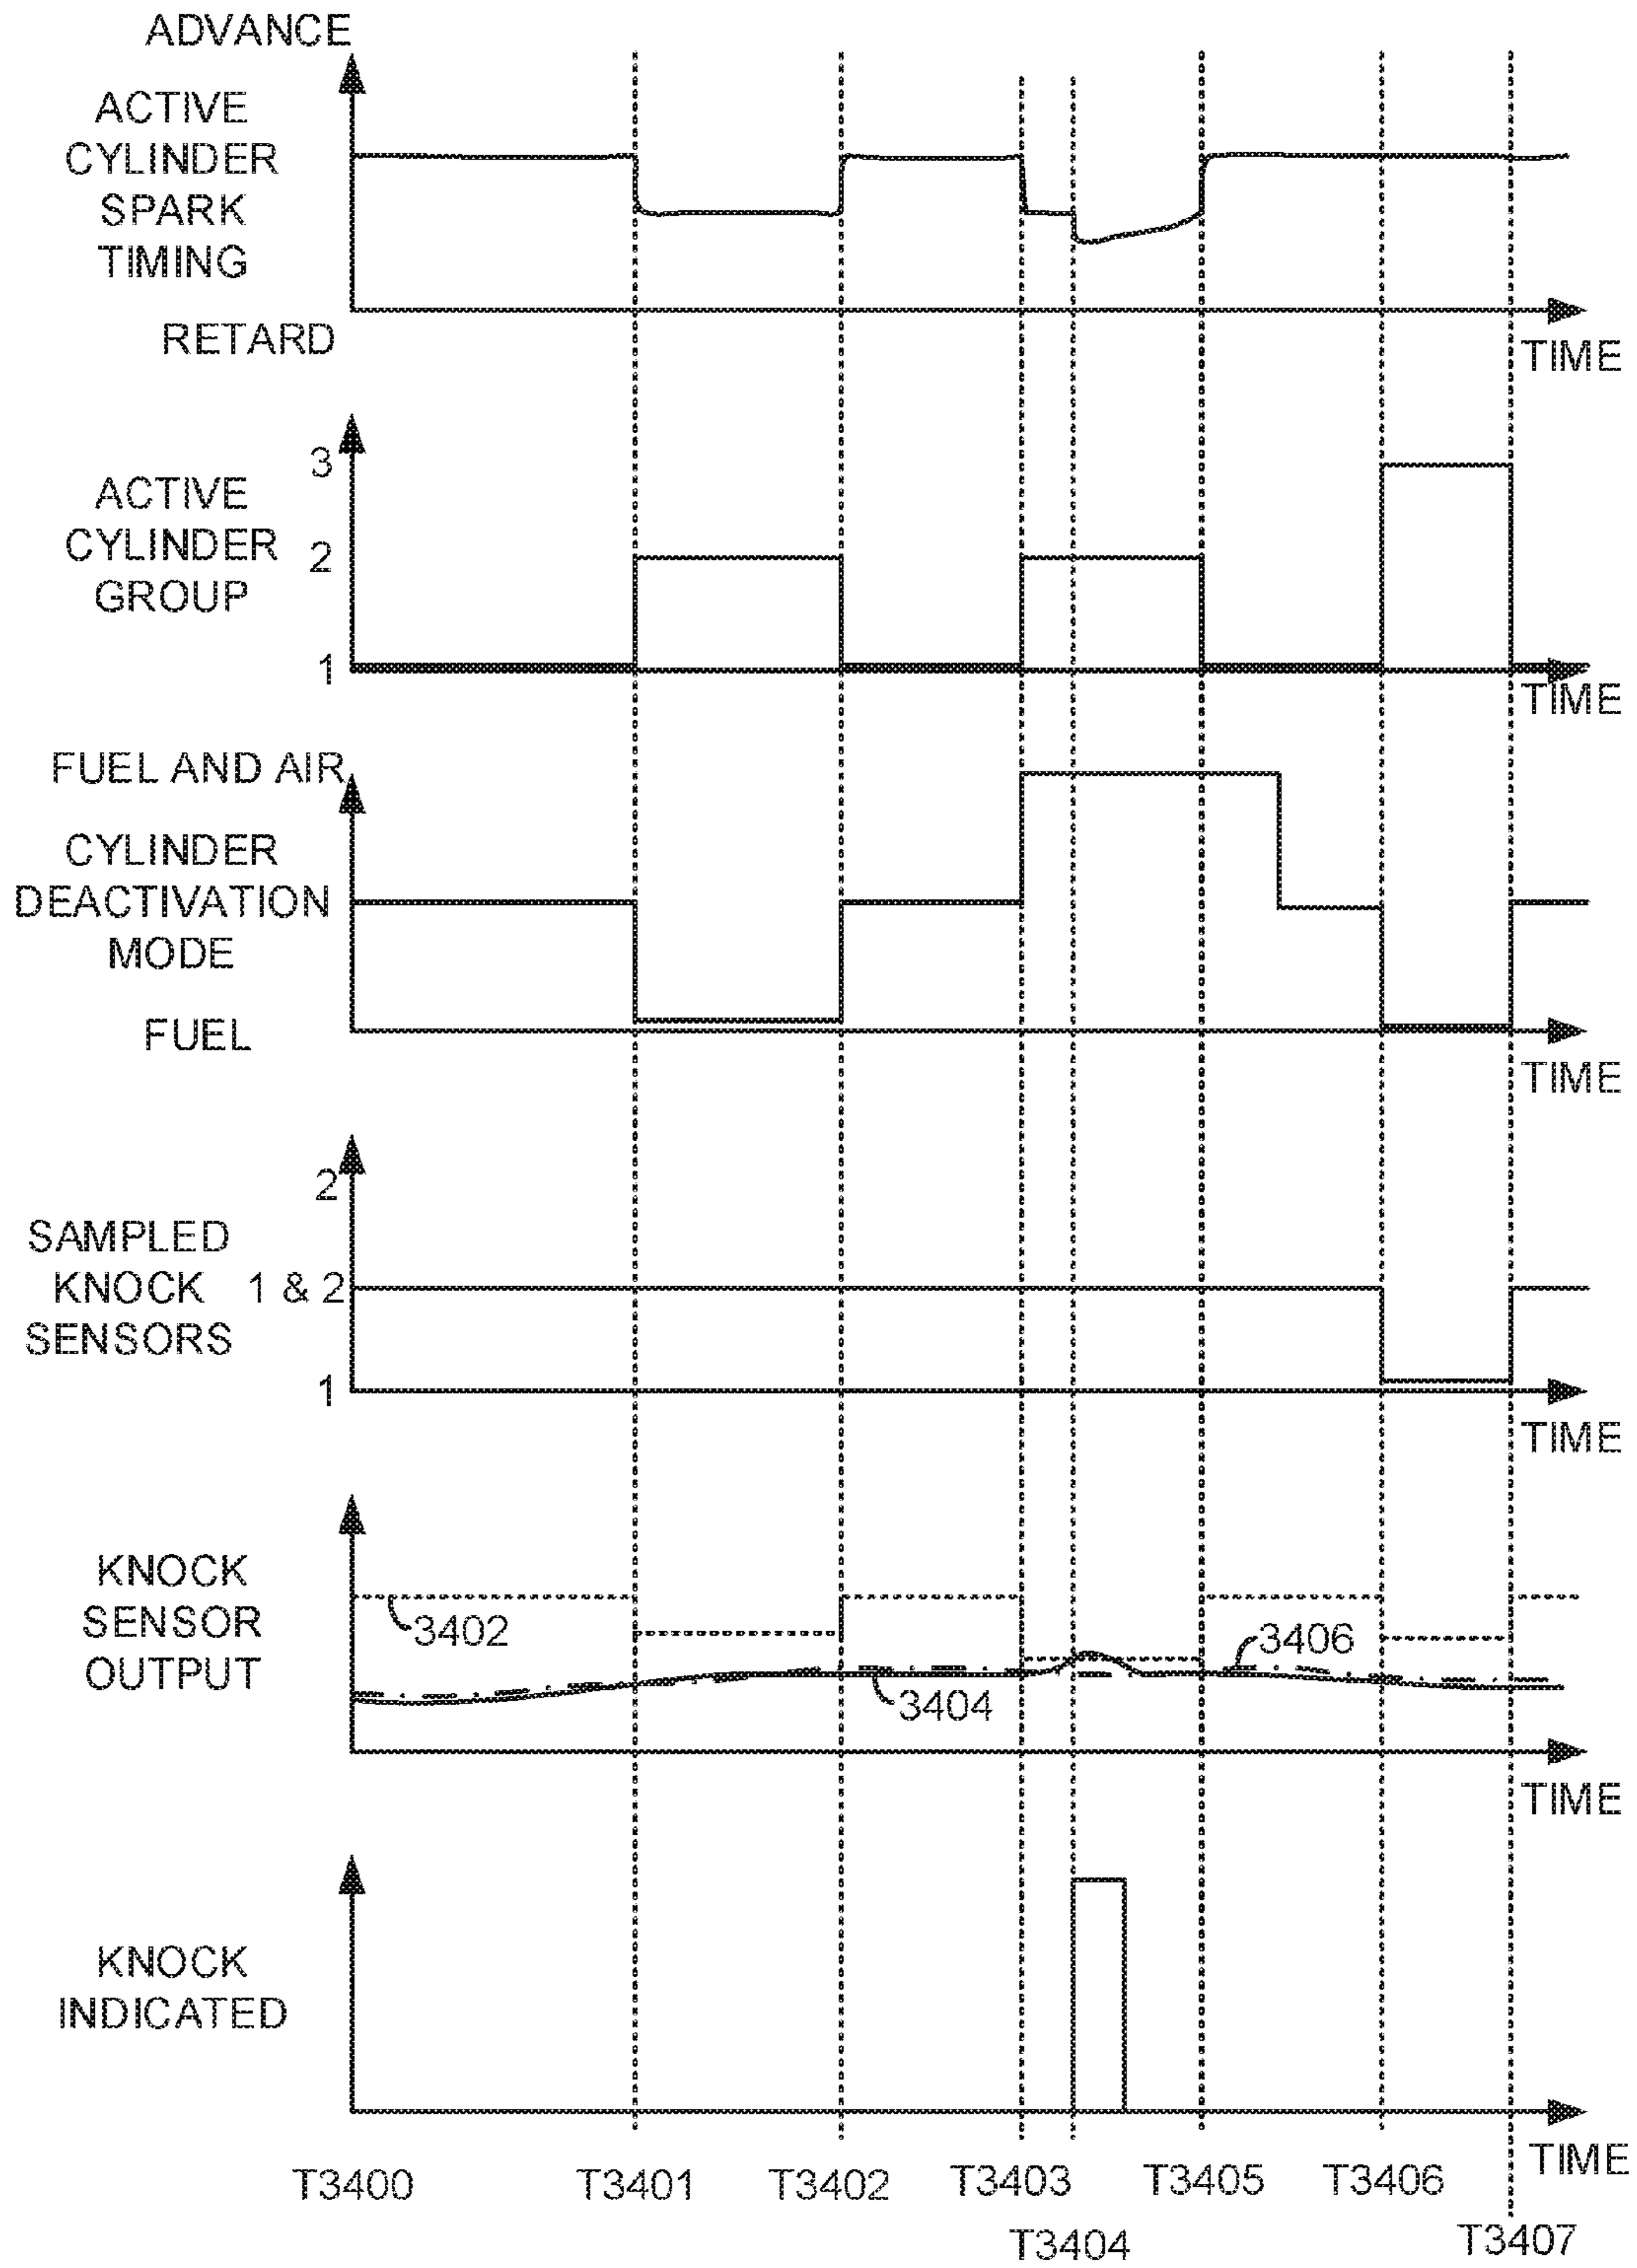 ADVANCE
ACTIVE
CYLINDER
SPARK
TIMING
RETARD
TIME
3
ACTIVE
CYLINDER
GROUP
2
1
TIME
FUEL AND AIR
CYLINDER
DEACTIVATION
MODE
FUEL
TIME
2
SAMPLED
KNOCK
SENSORS
1 & 2
1
TIME
KNOCK
SENSOR
OUTPUT
3402
3406
3404
TIME
KNOCK
INDICATED
TIME
T3400 T3401 T3402 T3403 T3405 T3406
T3404 T3407